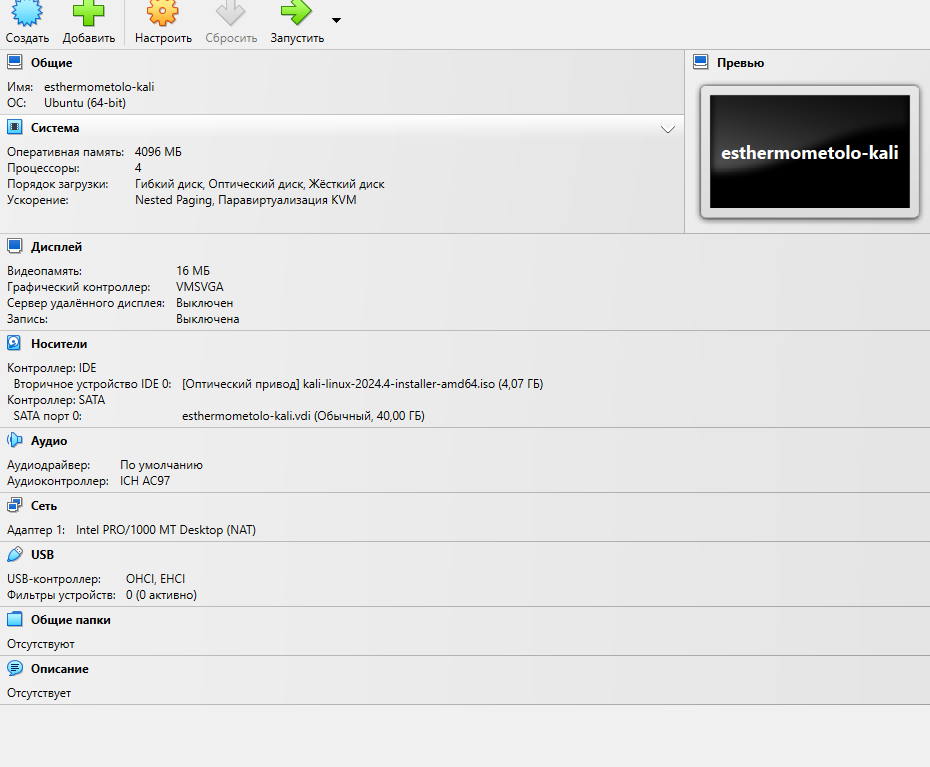 Создать Добавить Настроить Сбросить Запустить
Общие
Имя: esthermometolo-kali
ОС: Ubuntu (64-bit)
Превью
esthermometolo-kali
Система
Оперативная память: 4096 МБ
Процессоры: 4
Порядок загрузки: Гибкий диск, Оптический диск, Жёсткий диск
Ускорение: Nested Paging, Паравиртуализация KVM
Дисплей
Видеопамять: 16 МБ
Графический контроллер: VMSVGA
Сервер удалённого дисплея: Выключен
Запись: Выключена
Носители
Контроллер: IDE
Вторичное устройство IDE 0: [Оптический привод] kali-linux-2024.4-installer-amd64.iso (4,07 ГБ)
Контроллер: SATA
SATA порт 0: esthermometolo-kali.vdi (Обычный, 40,00 ГБ)
Аудио
Аудиодрайвер: По умолчанию
Аудиоконтроллер: ICH AC97
Сеть
Адаптер 1: Intel PRO/1000 MT Desktop (NAT)
USB
USB-контроллер: OHCI, EHCI
Фильтры устройств: 0 (0 активно)
Общие папки
Отсутствуют
Описание
Отсутствует